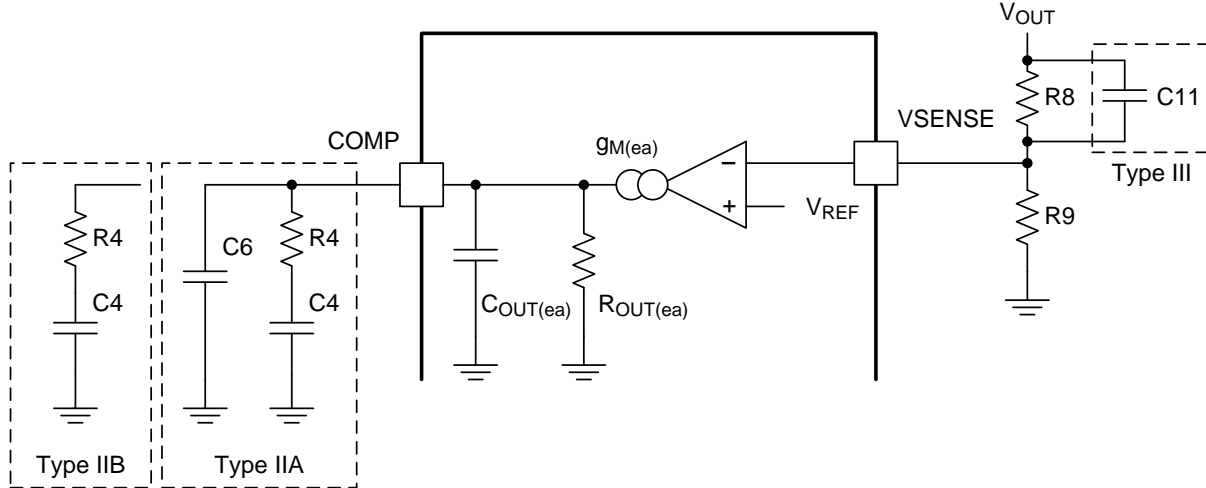 VOUT
R8
C11
VSENSE
Type III
COMP
gM(ea)
−
+
VREF
R9
R4
C4
Type IIB
C6
R4
C4
Type IIA
COUT(ea)
ROUT(ea)